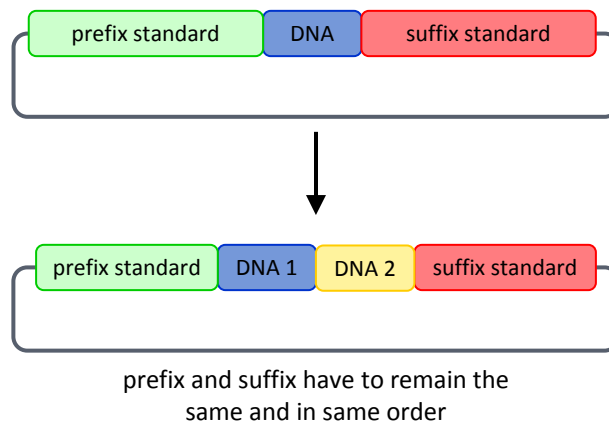 prefix standard DNA suffix standard
prefix standard DNA 1 DNA 2 suffix standard
prefix and suffix have to remain the
same and in same order